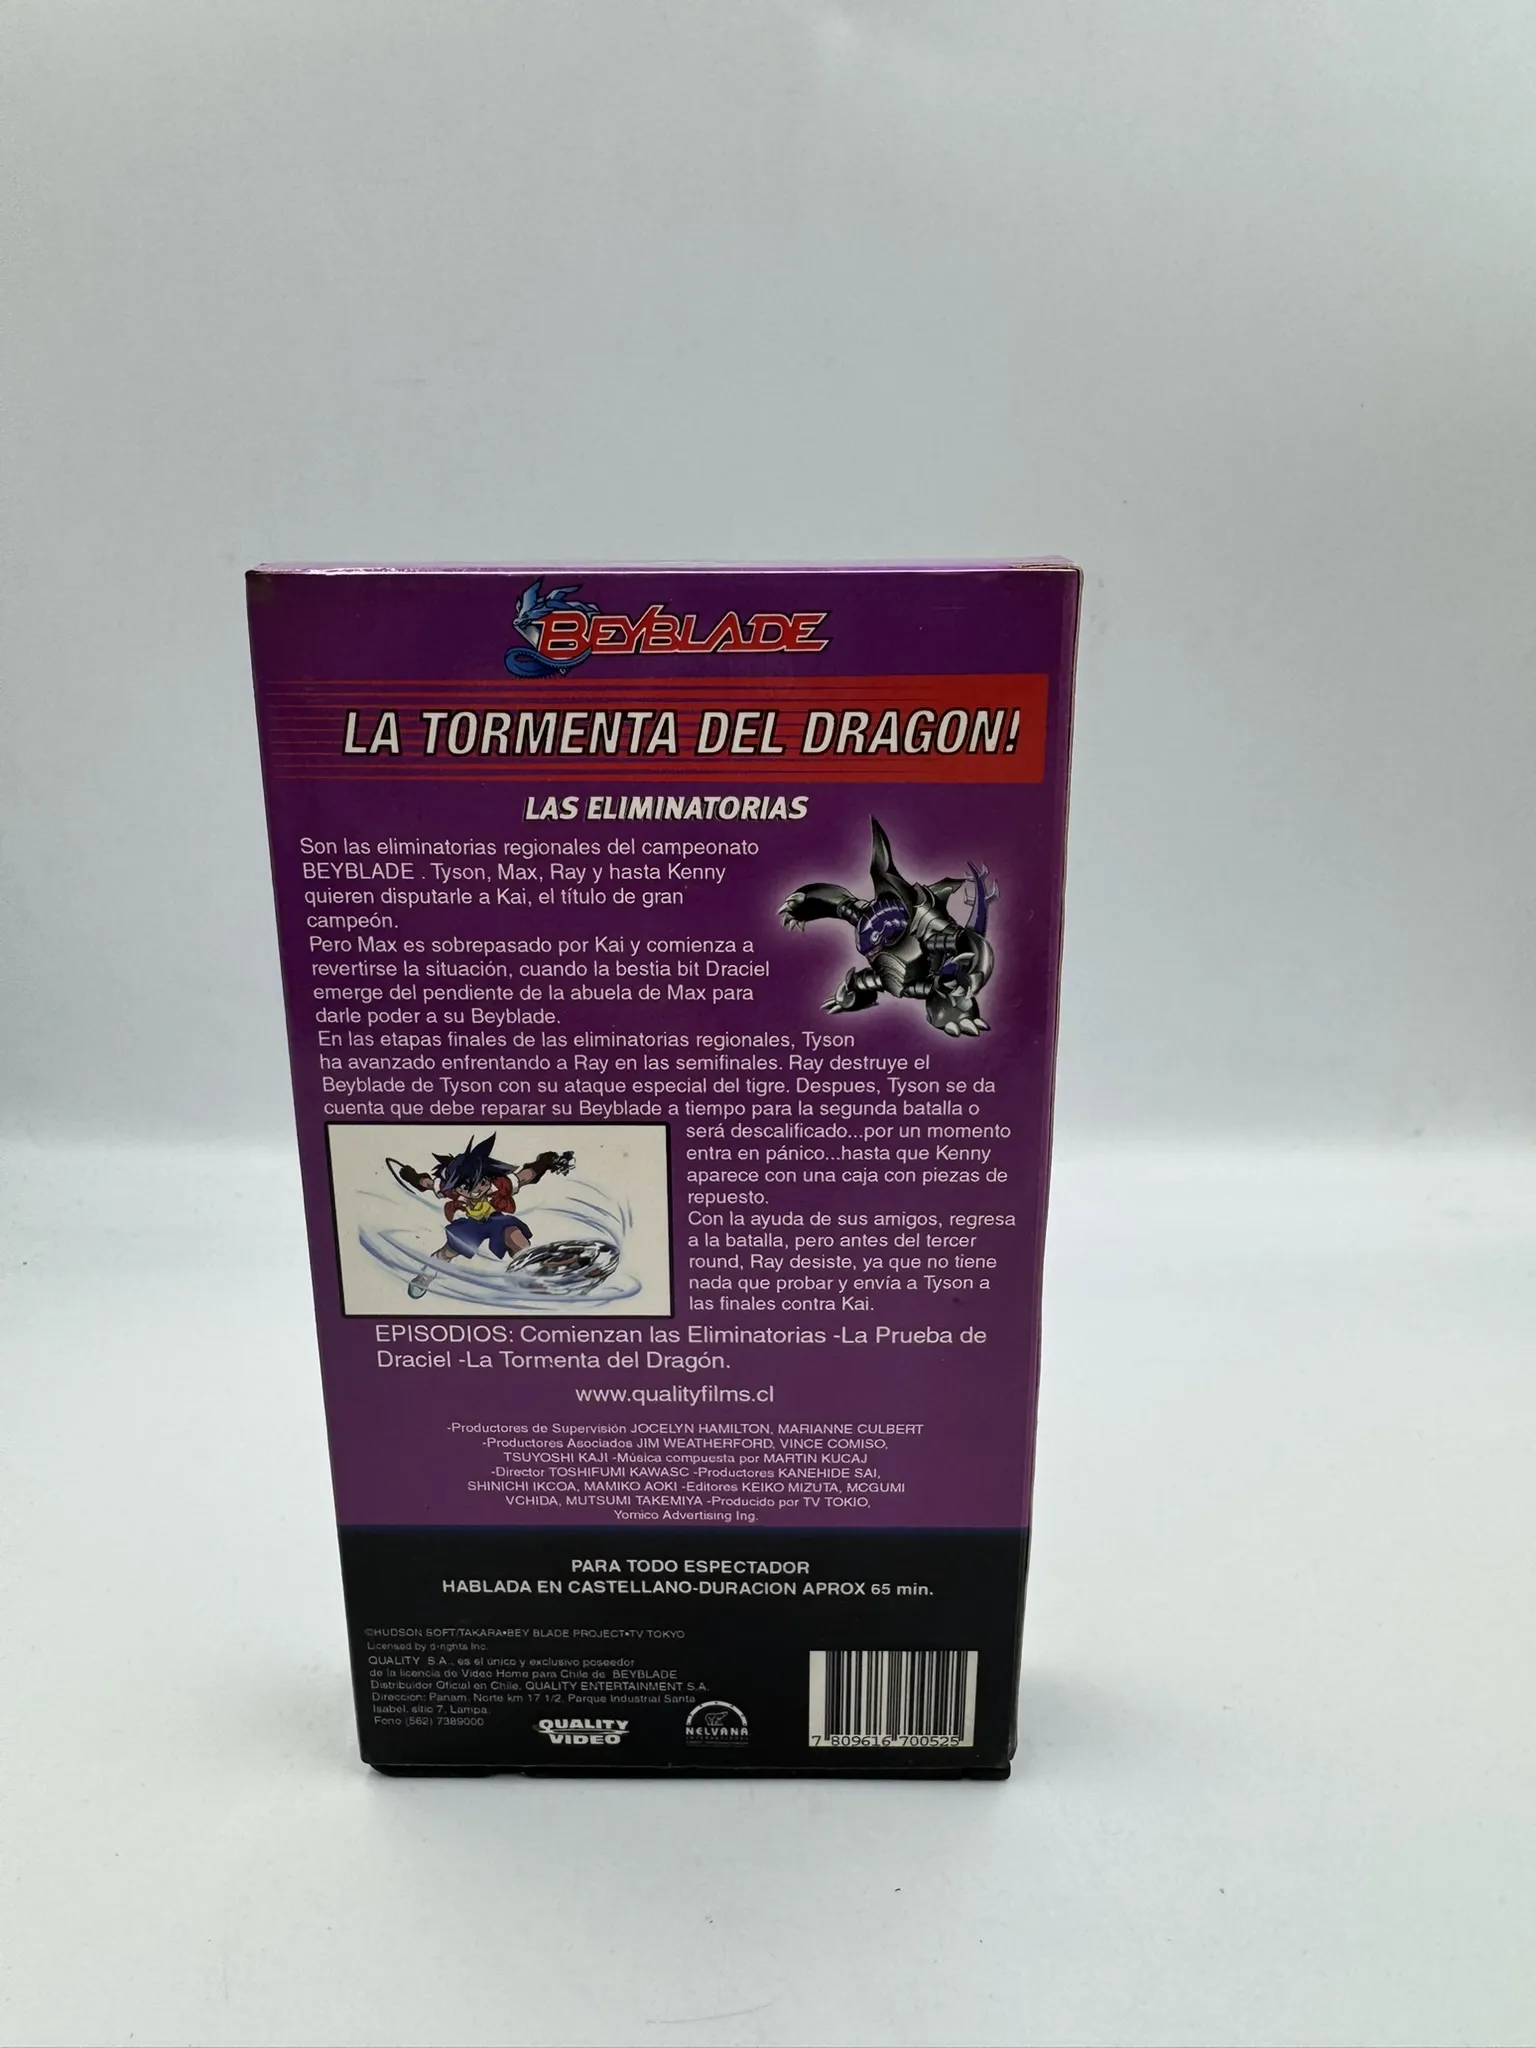 BEYBLADE
LA TORMENTA DEL DRAGON!
LAS ELIMINATORIAS
Son las eliminatorias regionales del campeonato
BEYBLADE . Tyson, Max, Ray y hasta Kenny
quieren disputarle a Kai, el título de gran
campeón.
Pero Max es sobrepasado por Kai y comienza a
revertirse la situación, cuando la bestia bit Draciel
emerge del pendiente de la abuela de Max para
darle poder a su Beyblade.
En las etapas finales de las eliminatorias regionales, Tyson
ha avanzado enfrentando a Ray en las semifinales. Ray destruye el
Beyblade de Tyson con su ataque especial del tigre. Despues, Tyson se da
cuenta que debe reparar su Beyblade a tiempo para la segunda batalla o
será descalificado...por un momento
entra en pánico...hasta que Kenny
aparece con una caja con piezas de
repuesto.
Con la ayuda de sus amigos, regresa
a la batalla, pero antes del tercer
round, Ray desiste, ya que no tiene
nada que probar y envía a Tyson a
las finales contra Kai.
EPISODIOS: Comienzan las Eliminatorias -La Prueba de
Draciel -La Tormenta del Dragón.
www.qualityfilms.cl
-Productores de Supervisión JOCELYN HAMILTON, MARIANNE CULBERT
-Productores Asociados JIM WEATHERFORD, VINCE COMISO,
TSUYOSHI KAJI -Música compuesta por MARTIN KUCAJ
-Director TOSHIFUMI KAWASC -Productores KANEHIDE SAI,
SHINICHI IKCOA, MAMIKO AOKI -Editores KEIKO MIZUTA, MCGUMI
VCHIDA, MUTSUMI TAKEMIYA -Producido por TV TOKIO,
Yomico Advertising Ing.
PARA TODO ESPECTADOR
HABLADA EN CASTELLANO-DURACION APROX 65 min.
©HUDSON SOFT/TAKARA•BEY BLADE PROJECT•TV TOKYO
Licensed by d-rights Inc.
QUALITY S.A., es el único y exclusivo poseedor
de la licencia de Video Home para Chile de BEYBLADE
Distribuidor Oficial en Chile, QUALITY ENTERTAINMENT S.A.
Direccion: Panam. Norte km 17 1/2. Parque Industrial Santa
Isabel, sitio 7, Lampa.
Fono (562) 7389000
QUALITY
VIDEO
NELVANA
INTERNATIONAL
7 809616 700525